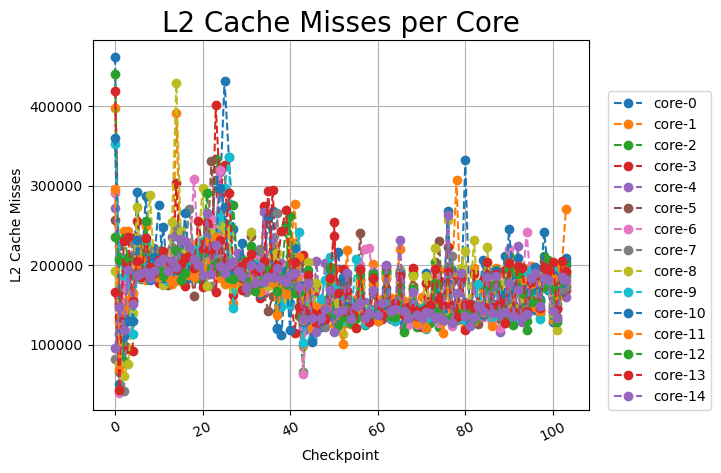 L2 Cache Misses per Core
L2 Cache Misses
400000
300000
200000
100000
0
20
40
60
80
100
Checkpoint
core-0
core-1
core-2
core-3
core-4
core-5
core-6
core-7
core-8
core-9
core-10
core-11
core-12
core-13
core-14